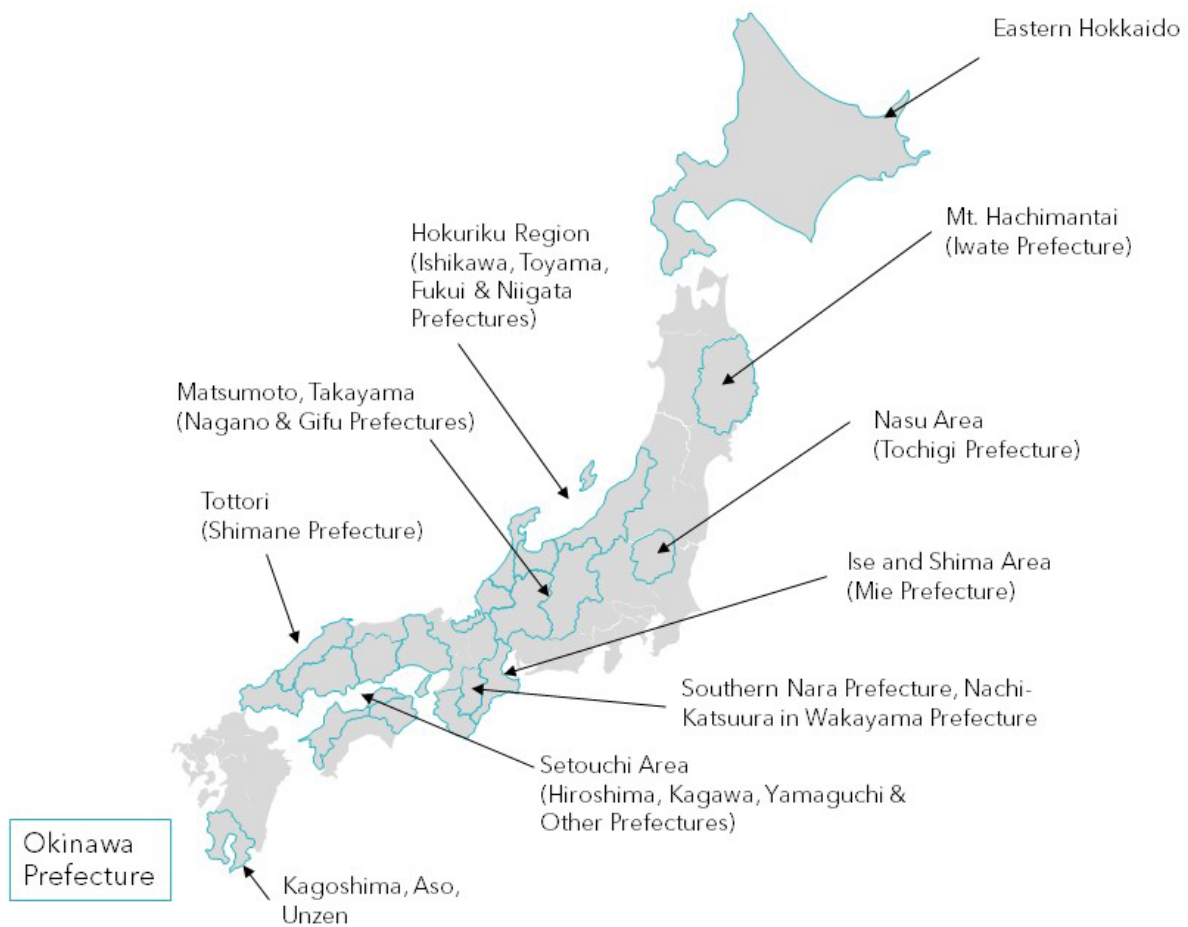 Eastern Hokkaido
Mt. Hachimantai
(Iwate Prefecture)
Hokuriku Region
(Ishikawa, Toyama,
Fukui & Niigata
Prefectures)
Matsumoto, Takayama
(Nagano & Gifu Prefectures)
Nasu Area
(Tochigi Prefecture)
Tottori
(Shimane Prefecture)
Ise and Shima Area
(Mie Prefecture)
Southern Nara Prefecture, Nachi-
Katsuura in Wakayama Prefecture
Setouchi Area
(Hiroshima, Kagawa, Yamaguchi &
Other Prefectures)
Okinawa
Prefecture
Kagoshima, Aso,
Unzen